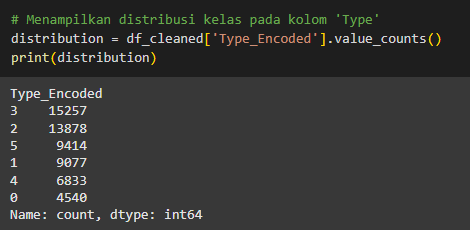 # Menampilkan distribusi kelas pada kolom 'Type'
distribution = df_cleaned['Type_Encoded'].value_counts()
print(distribution)
Type_Encoded
3    15257
2    13878
5     9414
1     9077
4     6833
0     4540
Name: count, dtype: int64